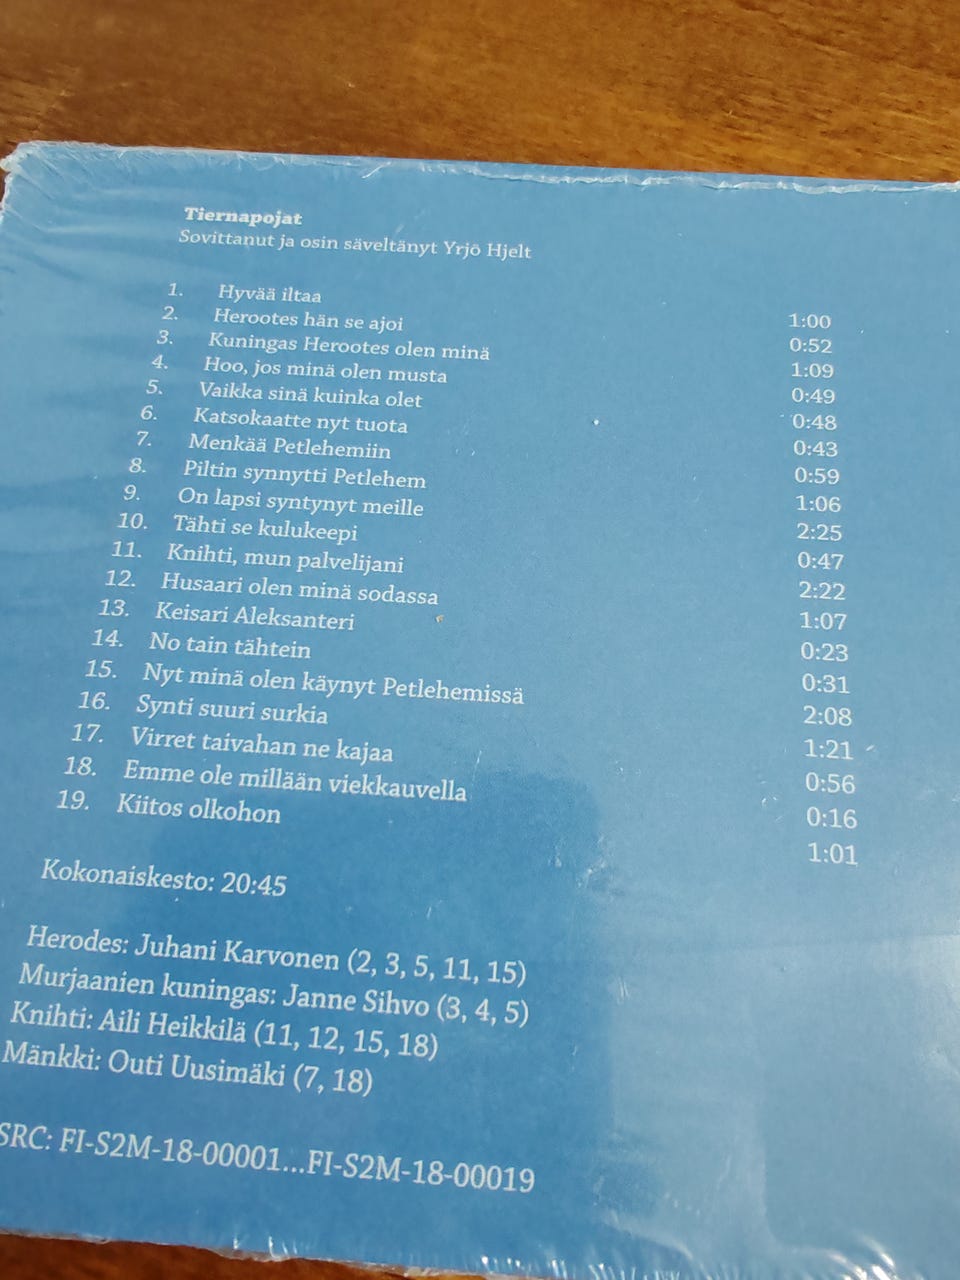 Tiernapojat
Sovittanut ja osin säveltänyt Yrjö Hjelt
1. Hyvää iltaa 1:00
2. Herootes hän se ajoi 0:52
3. Kuningas Herootes olen minä 1:09
4. Hoo, jos minä olen musta 0:49
5. Vaikka sinä kuinka olet 0:48
6. Katsokaatte nyt tuota 0:43
7. Menkää Petlehemiin 0:59
8. Piltin synnytti Petlehem 1:06
9. On lapsi syntynyt meille 2:25
10. Tähti se kulukeepi 0:47
11. Knihti, mun palvelijani 2:22
12. Husaari olen minä sodassa 1:07
13. Keisari Aleksanteri 0:23
14. No tain tähtein 0:31
15. Nyt minä olen käynyt Petlehemissä 2:08
16. Synti suuri surkia 1:21
17. Virret taivahan ne kajaa 0:56
18. Emme ole millään viekkauvella 0:16
19. Kiitos olkohon 1:01
Kokonaiskesto: 20:45
Herodes: Juhani Karvonen (2, 3, 5, 11, 15)
Murjaanien kuningas: Janne Sihvo (3, 4, 5)
Knihti: Aili Heikkilä (11, 12, 15, 18)
Mänkki: Outi Uusimäki (7, 18)
SRC: FI-S2M-18-00001...FI-S2M-18-00019